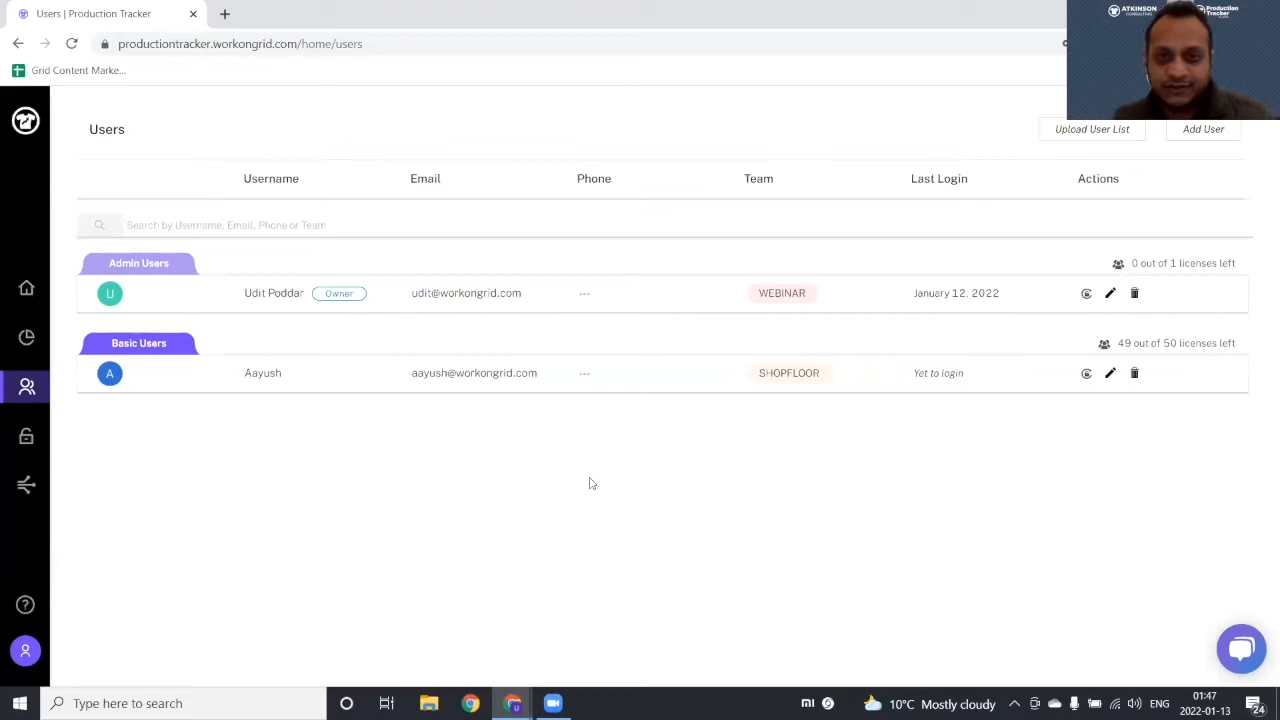 Users | Production Tracker
productiontracker.workongrid.com/home/users
Grid Content Marke...
ATKINSON CONSULTING
Production Tracker
Users
Upload User List
Add User
Username Email Phone Team Last Login Actions
Search by Username, Email, Phone or Team
Admin Users
0 out of 1 licenses left
U Udit Poddar Owner udit@workongrid.com --- WEBINAR January 12, 2022
Basic Users
49 out of 50 licenses left
A Aayush aayush@workongrid.com --- SHOPFLOOR Yet to login
Type here to search
10°C Mostly cloudy
ENG
01:47
2022-01-13
24